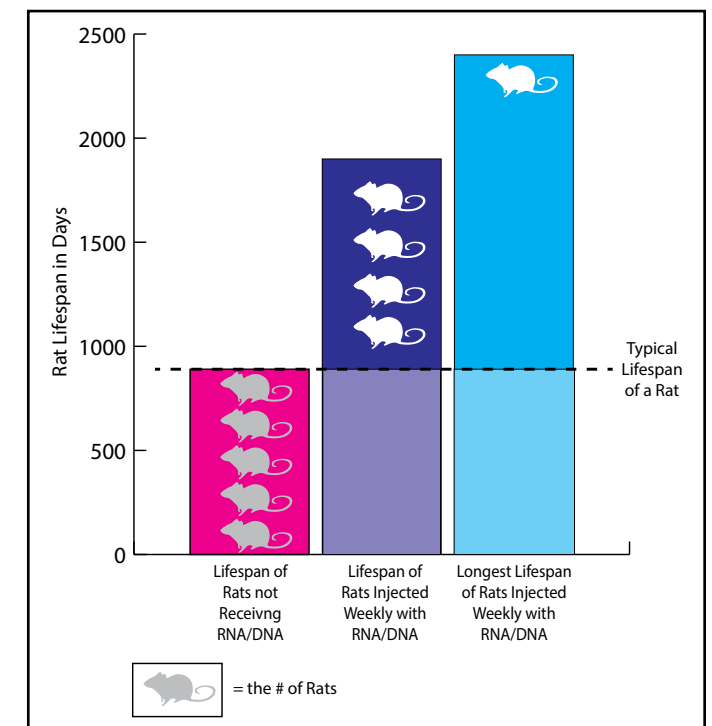 2500
2000
1500
1000
500
0
Rat Lifespan in Days
Typical
Lifespan
of a Rat
Lifespan of
Rats not
Receivng
RNA/DNA
Lifespan of
Rats Injected
Weekly with
RNA/DNA
Longest Lifespan
of Rats Injected
Weekly with
RNA/DNA
= the # of Rats